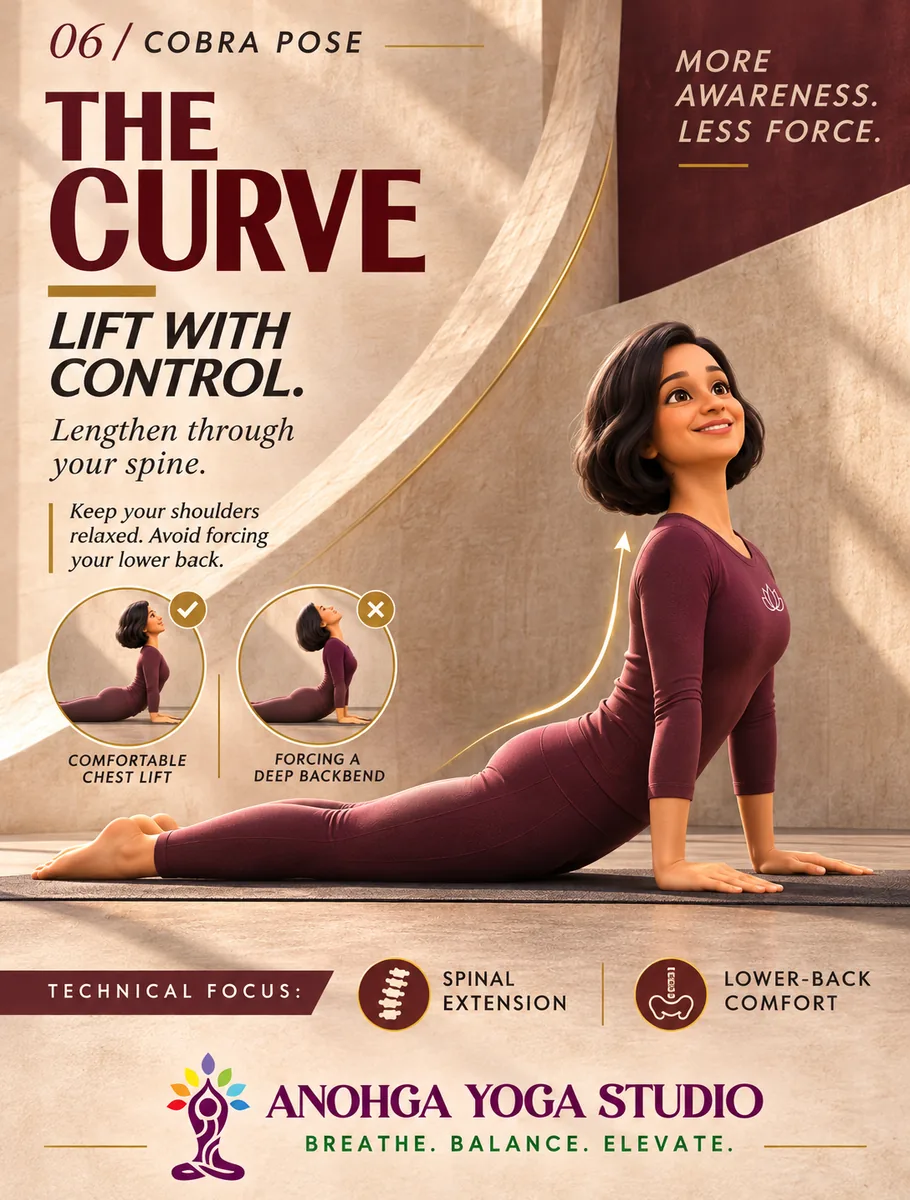 06 / COBRA POSE
MORE
AWARENESS.
LESS FORCE.
THE
CURVE
LIFT WITH
CONTROL.
Lengthen through
your spine.
Keep your shoulders
relaxed. Avoid forcing
your lower back.
COMFORTABLE
CHEST LIFT
FORCING A
DEEP BACKBEND
TECHNICAL FOCUS:
SPINAL
EXTENSION
LOWER-BACK
COMFORT
ANOHGA YOGA STUDIO
BREATHE. BALANCE. ELEVATE.